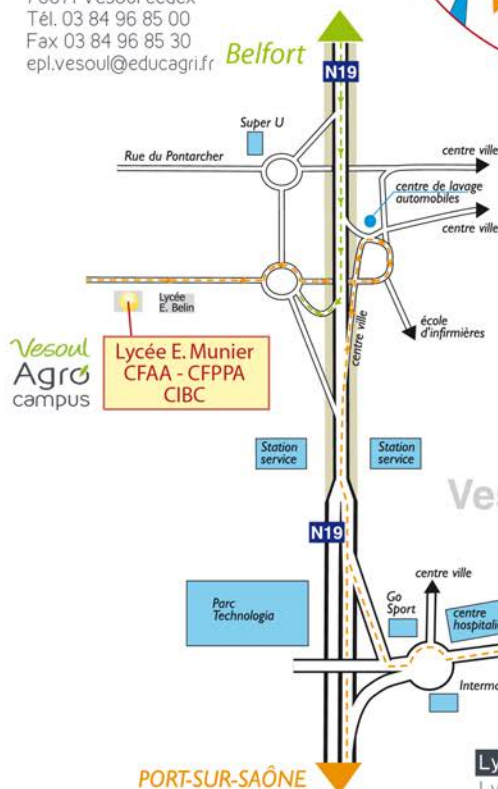 Tél. 03 84 96 85 00
Fax 03 84 96 85 30
epl.vesoul@educagri.fr
Belfort
N19
Super U
Rue du Pontarcher
centre ville
centre de lavage
automobiles
centre ville
Lycée
E. Belin
école
d'infirmières
centre ville
Vesoul
Agro
campus
Lycée E. Munier
CFAA - CFPPA
CIBC
Station
service
Station
service
Ves
N19
centre ville
Parc
Technologia
Go
Sport
centre
hospitali
Interma
PORT-SUR-SAÔNE
Ly